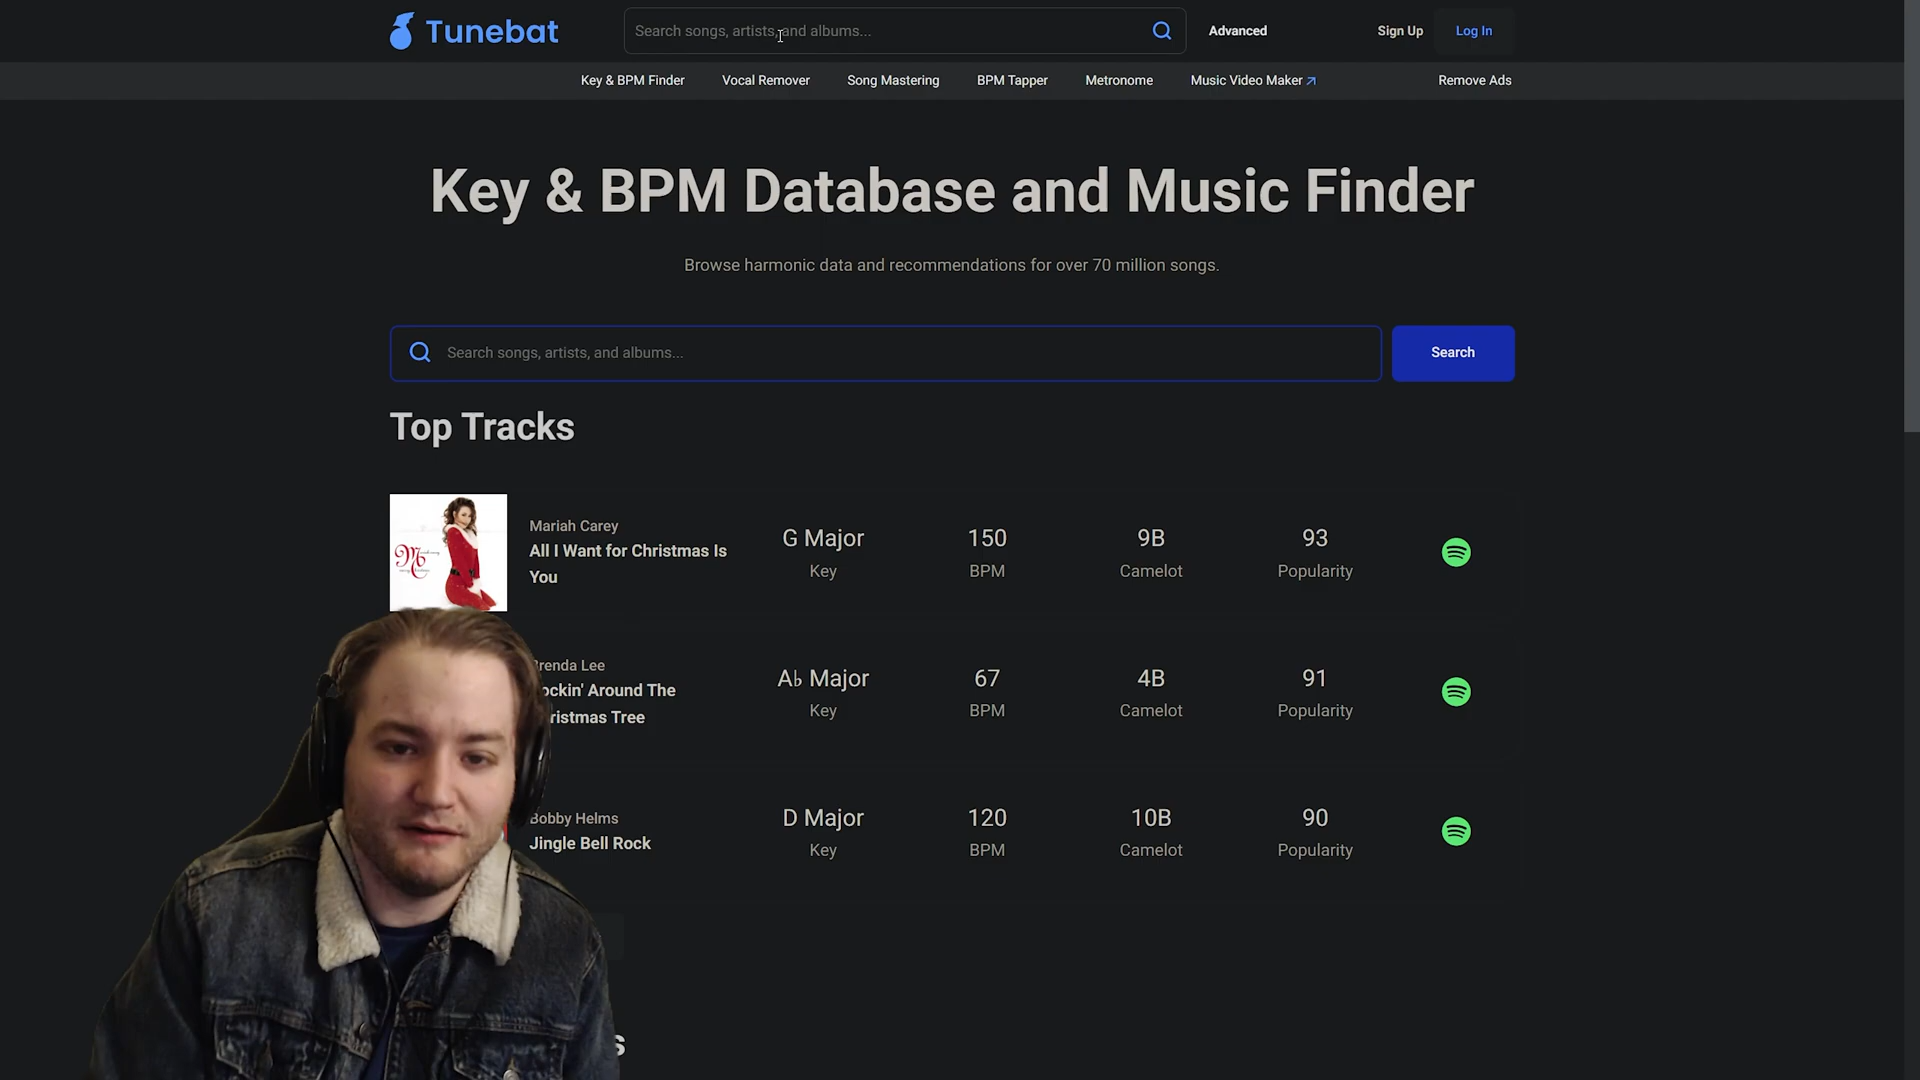 Tunebat
Search songs, artists, and albums...
Advanced
Sign Up
Log In
Key & BPM Finder
Vocal Remover
Song Mastering
BPM Tapper
Metronome
Music Video Maker
Remove Ads
Key & BPM Database and Music Finder
Browse harmonic data and recommendations for over 70 million songs.
Search songs, artists, and albums...
Search
Top Tracks
Mariah Carey
All I Want for Christmas Is
You
G Major
Key
150
BPM
9B
Camelot
93
Popularity
renda Lee
ockin' Around The
ristmas Tree
A♭ Major
Key
67
BPM
4B
Camelot
91
Popularity
Bobby Helms
Jingle Bell Rock
D Major
Key
120
BPM
10B
Camelot
90
Popularity
s